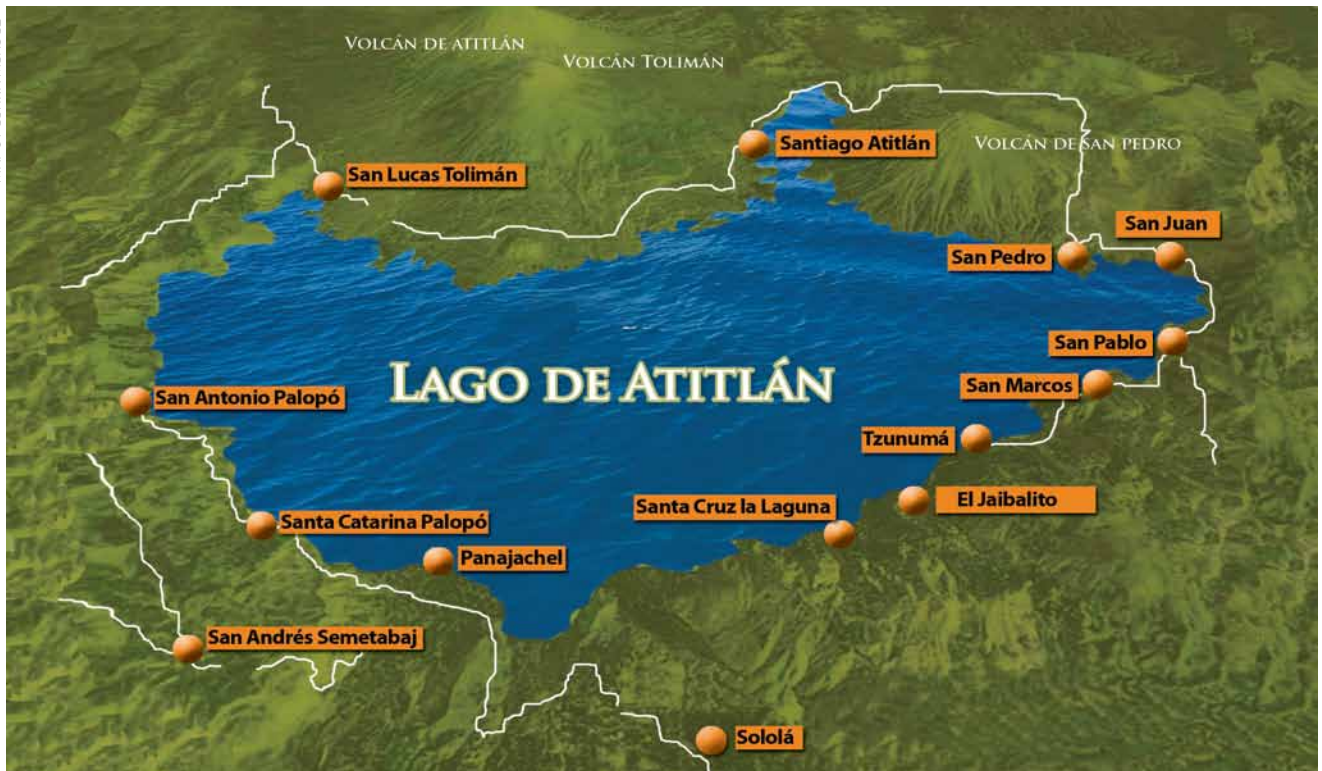 VOLCÁN DE ATITLÁN
VOLCÁN TOLIMÁN
Santiago Atitlán
VOLCÁN DE SAN PEDRO
San Lucas Tolimán
San Juan
San Pedro
San Pablo
LAGO DE ATITLÁN
San Marcos
San Antonio Palopó
Tzunumá
El Jaibalito
Santa Cruz la Laguna
Santa Catarina Palopó
Panajachel
San Andrés Semetabaj
Sololá